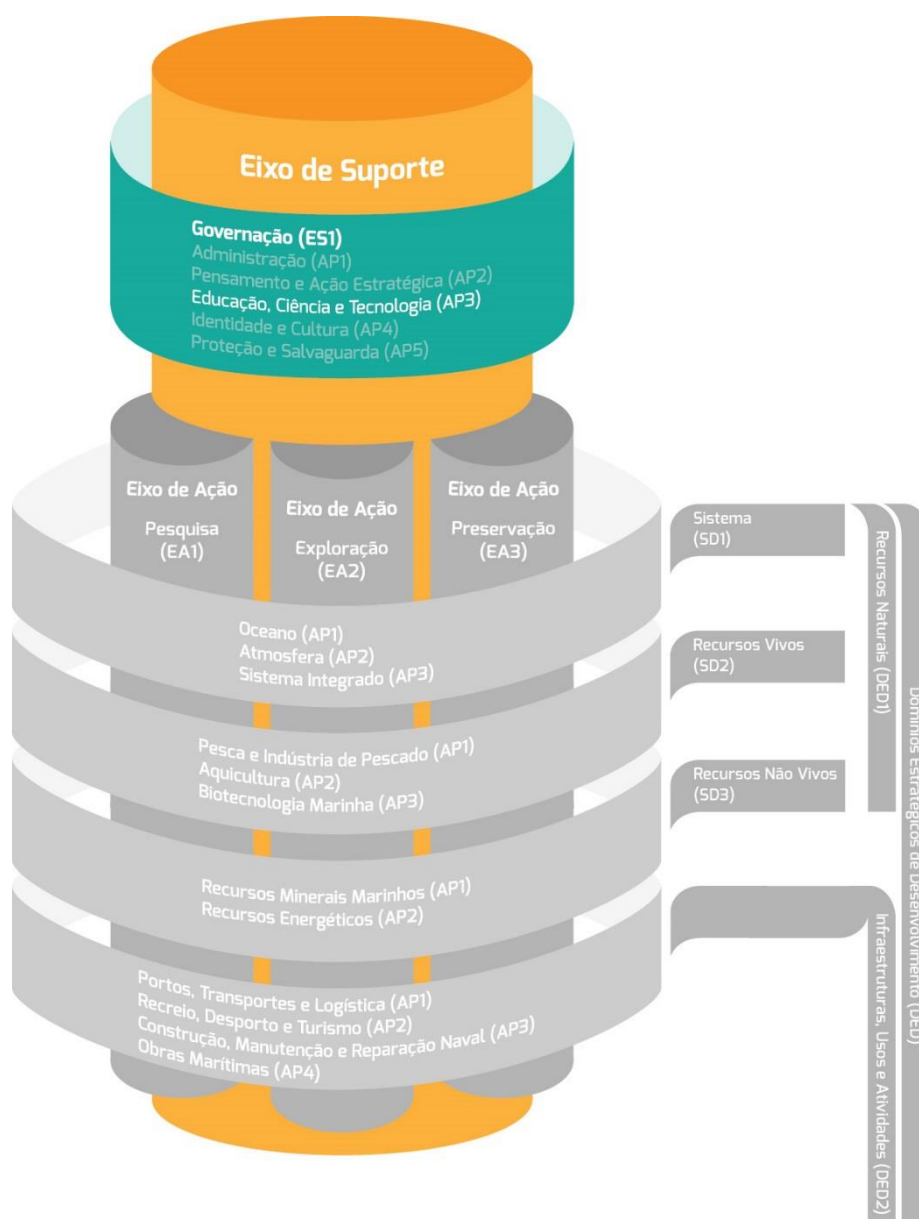 Eixo de Suporte
Governação (ES1)
Administração (AP1)
Pensamento e Ação Estratégica (AP2)
Educação, Ciência e Tecnologia (AP3)
Identidade e Cultura (AP4)
Proteção e Salvaguarda (AP5)
Eixo de Ação
Pesquisa
(EA1)
Eixo de Ação
Exploração
(EA2)
Eixo de Ação
Preservação
(EA3)
Oceano (AP1)
Atmosfera (AP2)
Sistema Integrado (AP3)
Sistema
(SD1)
Pesca e Indústria de Pescado (AP1)
Aquicultura (AP2)
Biotecnologia Marinha (AP3)
Recursos Vivos
(SD2)
Recursos Minerais Marinhos (AP1)
Recursos Energéticos (AP2)
Recursos Não Vivos
(SD3)
Portos, Transportes e Logística (AP1)
Recreio, Desporto e Turismo (AP2)
Construção, Manutenção e Reparação Naval (AP3)
Obras Marítimas (AP4)
Recursos Naturais (DED1)
Infraestruturas, Usos e Atividades (DED2)
Domínios Estratégicos de Desenvolvimento (DED)